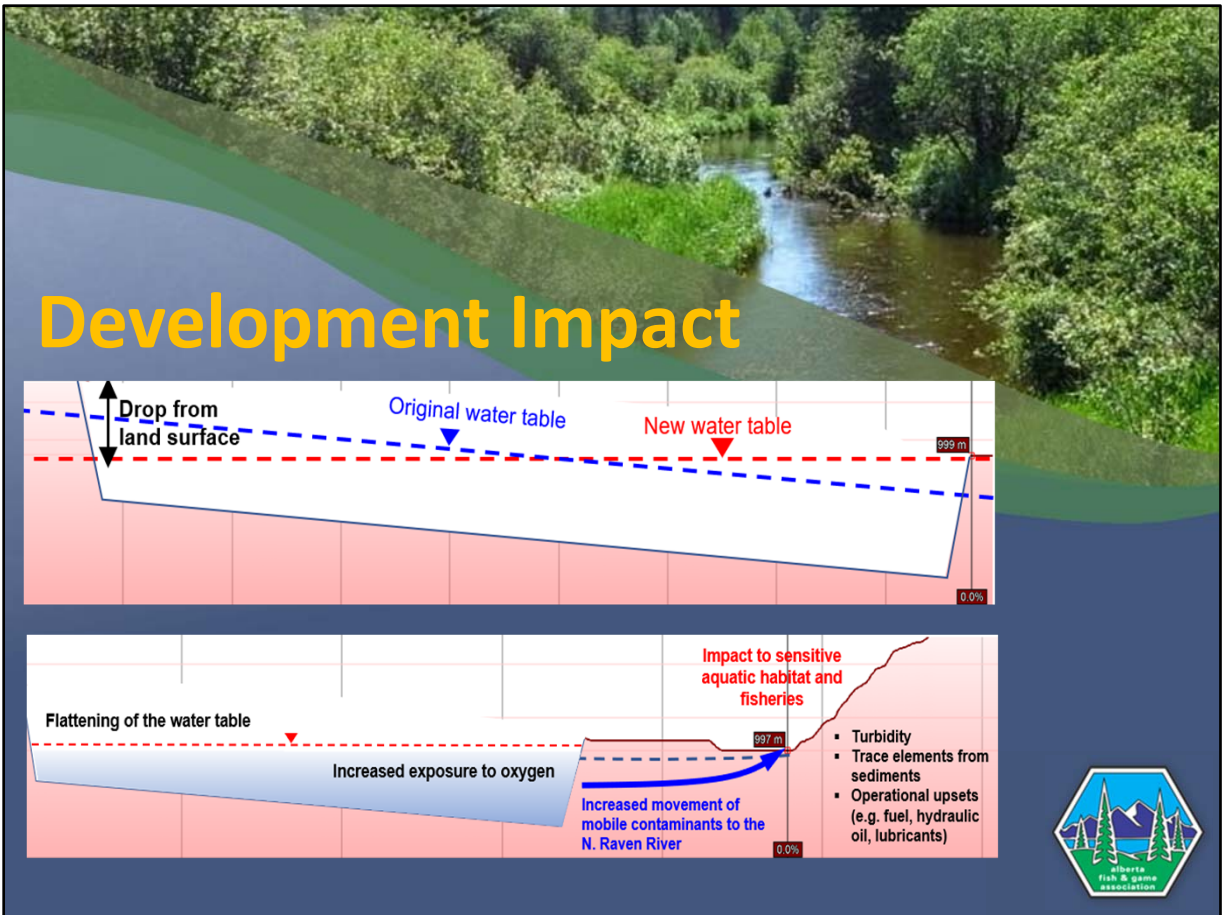 Development Impact
Drop from
land surface
Original water table
New water table
999 m
0.0%
Flattening of the water table
Increased exposure to oxygen
Impact to sensitive
aquatic habitat and
fisheries
997 m
Increased movement of
mobile contaminants to the
N. Raven River
0.0%
▪ Turbidity
▪ Trace elements from
sediments
▪ Operational upsets
(e.g. fuel, hydraulic
oil, lubricants)
alberta
fish & game
association